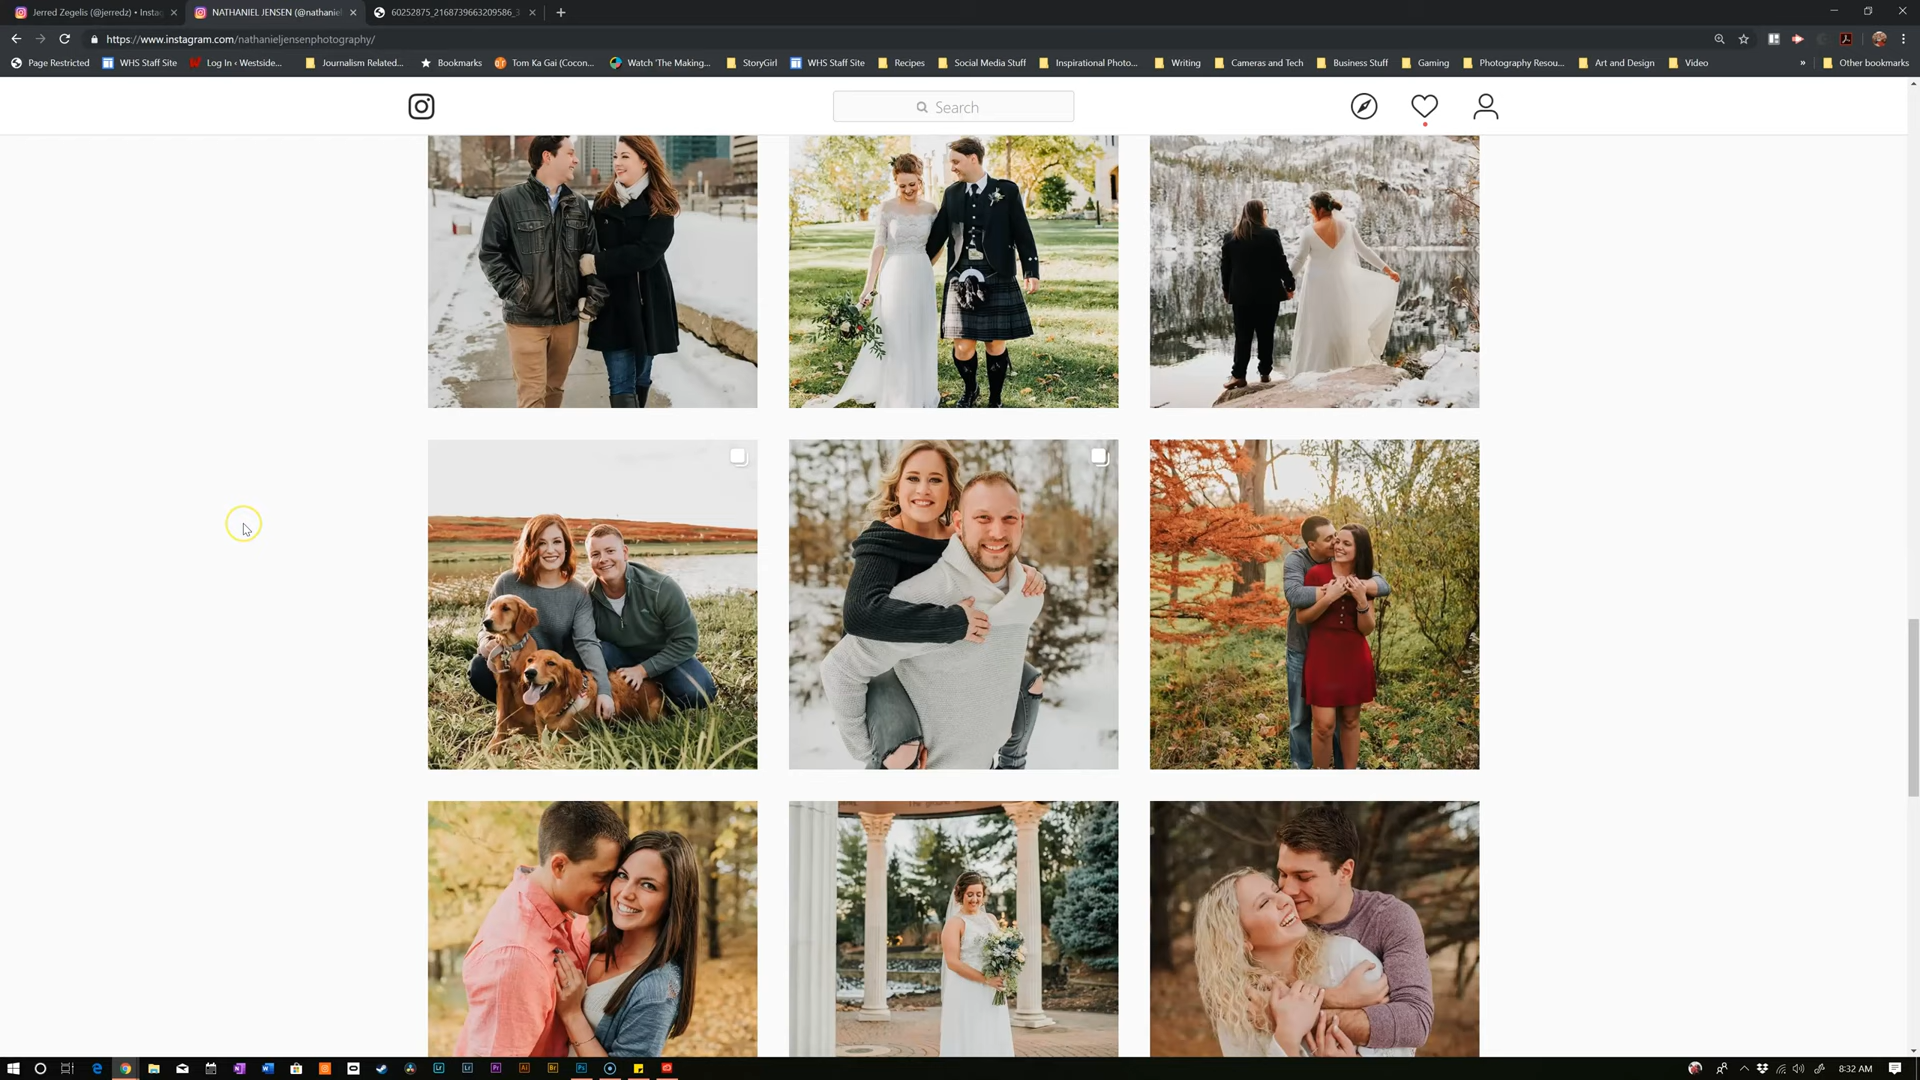 Jerred Zegelis (@jerredz) • Insta
NATHANIEL JENSEN (@nathaniel
60252875_2168739663209586_3
https://www.instagram.com/nathanieljensenphotography/
Page Restricted
WHS Staff Site
Log In ‹ Westside...
Journalism Related...
Bookmarks
Tom Ka Gai (Coconu...
Watch 'The Making...
StoryGirl
WHS Staff Site
Recipes
Social Media Stuff
Inspirational Photo...
Writing
Cameras and Tech
Business Stuff
Gaming
Photography Resou...
Art and Design
Video
»
Other bookmarks
Search
8:32 AM